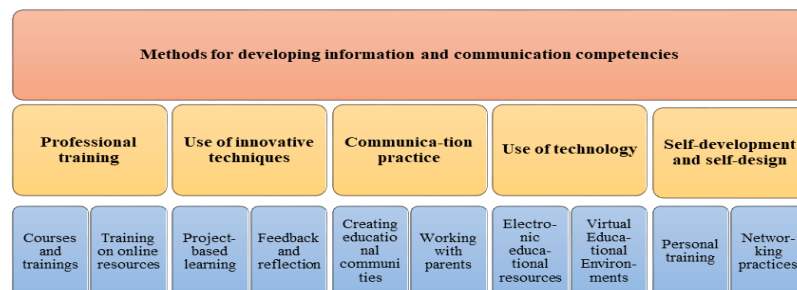 Methods for developing information and communication competencies
Professional
training
Use of innovative
techniques
Communica-tion
practice
Use of technology
Self-development
and self-design
Courses
and
trainings
Training
on online
resources
Project-
based
learning
Feedback
and
reflection
Creating
educatio
nal
communi
ties
Working
with
parents
Electro-
nic
educa-
tional
resources
Virtual
Educa-
tional
Environ-
ments
Personal
training
Networ-
king
practices